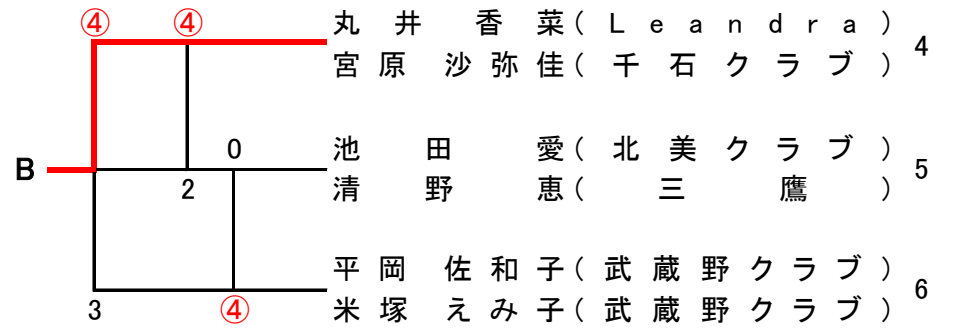 ④ ④ 丸井 香菜(Leandra) 4
宮原 沙弥佳(千石クラブ)
0 池田 愛(北美クラブ) 5
B
2 清野 恵(三鷹)
平岡 佐和子(武蔵野クラブ) 6
3 ④ 米塚 えみ子(武蔵野クラブ)